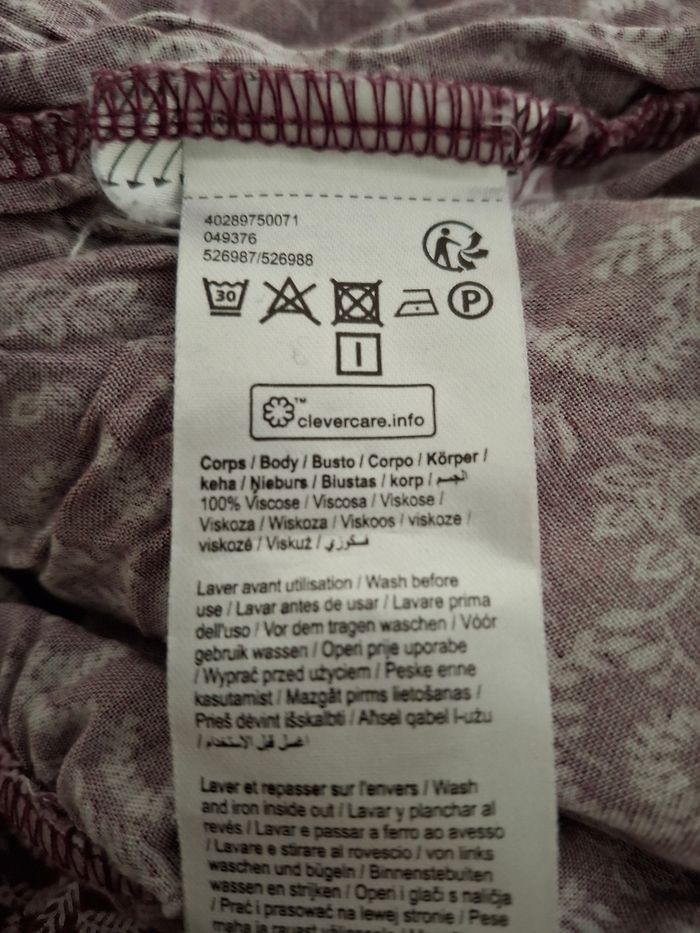 40289750071
049376
526987/526988
30
P
™
clevercare.info
Corps / Body / Busto / Corpo / Körper /
keha / Ņieburs / Biustas / korp / الجسم
100% Viscose / Viscosa / Viskose /
Viskoza / Wiskoza / Viskoos / viskoze /
viskozė / Viskuż / فسكوزي
Laver avant utilisation / Wash before
use / Lavar antes de usar / Lavare prima
dell'uso / Vor dem tragen waschen / Vóór
gebruik wassen / Operi prije uporabe
/ Wyprać przed użyciem / Peske enne
kasutamist / Mazgāt pirms lietošanas /
Prieš dėvint išskalbti / Aħsel qabel l-użu
/ اغسل قبل الاستخدام /
Laver et repasser sur l'envers / Wash
and iron inside out / Lavar y planchar al
revés / Lavar e passar a ferro ao avesso
/ Lavare e stirare al rovescio / von links
waschen und bügeln / Binnenstebuiten
wassen en strijken / Operi i glači s naličja
/ Prać i prasować na lewej stronie / Pese